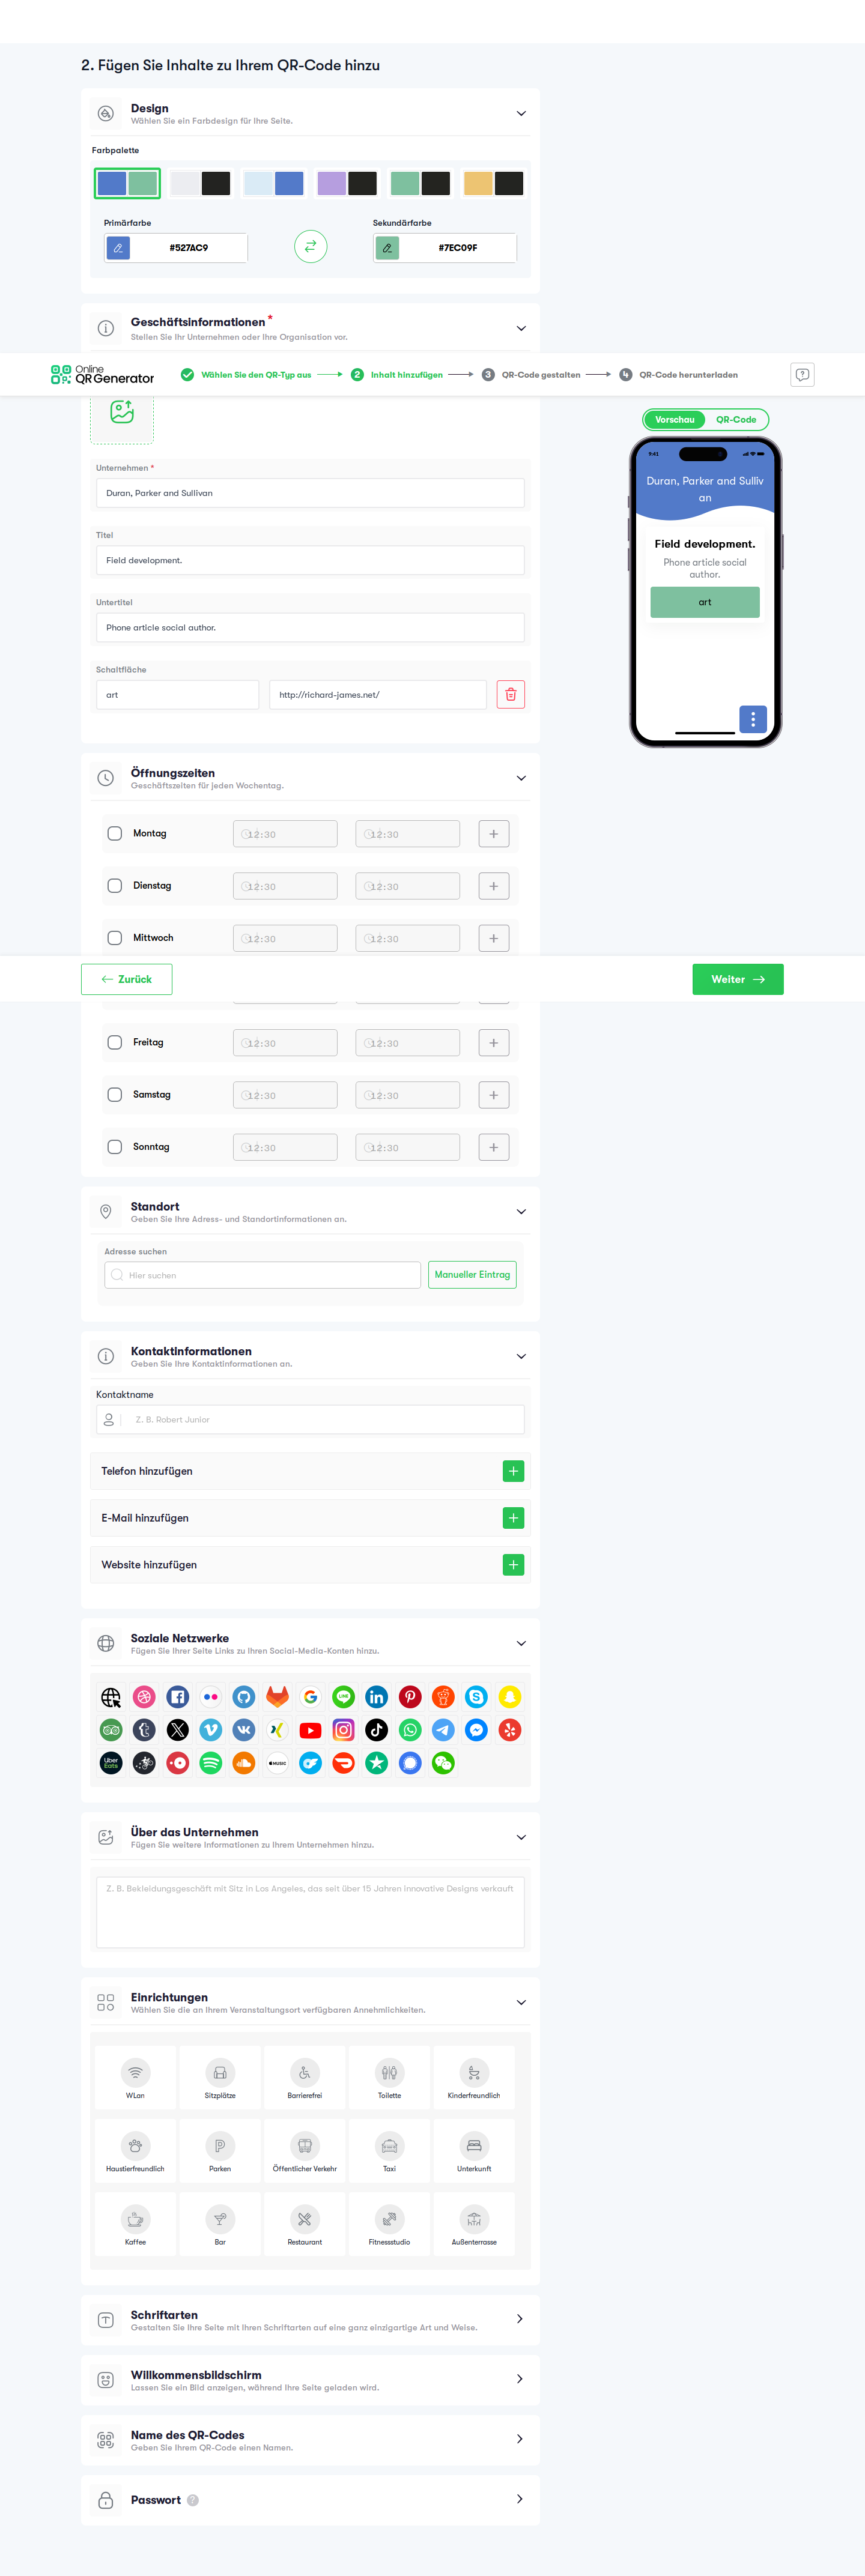 2. Fügen Sie Inhalte zu Ihrem QR-Code hinzu
Design
Wählen Sie ein Farbdesign für Ihre Seite.
Farbpalette
Primärfarbe
Sekundärfarbe
#527AC9
#7EC09F
Geschäftsinformationen *
Stellen Sie Ihr Unternehmen oder Ihre Organisation vor.
Online
QR Generator
Wählen Sie den QR-Typ aus
2 Inhalt hinzufügen
3 QR-Code gestalten
4 QR-Code herunterladen
?
Vorschau
QR-Code
9:41
Duran, Parker and Sulliv
an
Field development.
Phone article social
author.
art
Unternehmen *
Duran, Parker and Sullivan
Titel
Field development.
Untertitel
Phone article social author.
Schaltfläche
art
http://richard-james.net/
Öffnungszeiten
Geschäftszeiten für jeden Wochentag.
Montag 12:30 12:30
Dienstag 12:30 12:30
Mittwoch 12:30 12:30
Zurück
Weiter
Freitag 12:30 12:30
Samstag 12:30 12:30
Sonntag 12:30 12:30
Standort
Geben Sie Ihre Adress- und Standortinformationen an.
Adresse suchen
Hier suchen
Manueller Eintrag
Kontaktinformationen
Geben Sie Ihre Kontaktinformationen an.
Kontaktname
Z. B. Robert Junior
Telefon hinzufügen
E-Mail hinzufügen
Website hinzufügen
Soziale Netzwerke
Fügen Sie Ihrer Seite Links zu Ihren Social-Media-Konten hinzu.
LINE
Uber
Eats
MUSIC
Über das Unternehmen
Fügen Sie weitere Informationen zu Ihrem Unternehmen hinzu.
Z. B. Bekleidungsgeschäft mit Sitz in Los Angeles, das seit über 15 Jahren innovative Designs verkauft
Einrichtungen
Wählen Sie die an Ihrem Veranstaltungsort verfügbaren Annehmlichkeiten.
WLan
Sitzplätze
Barrierefrei
Toilette
Kinderfreundlich
Haustierfreundlich
Parken
Öffentlicher Verkehr
Taxi
Unterkunft
Kaffee
Bar
Restaurant
Fitnessstudio
Außenterrasse
Schriftarten
Gestalten Sie Ihre Seite mit Ihren Schriftarten auf eine ganz einzigartige Art und Weise.
Willkommensbildschirm
Lassen Sie ein Bild anzeigen, während Ihre Seite geladen wird.
Name des QR-Codes
Geben Sie Ihrem QR-Code einen Namen.
Passwort ?